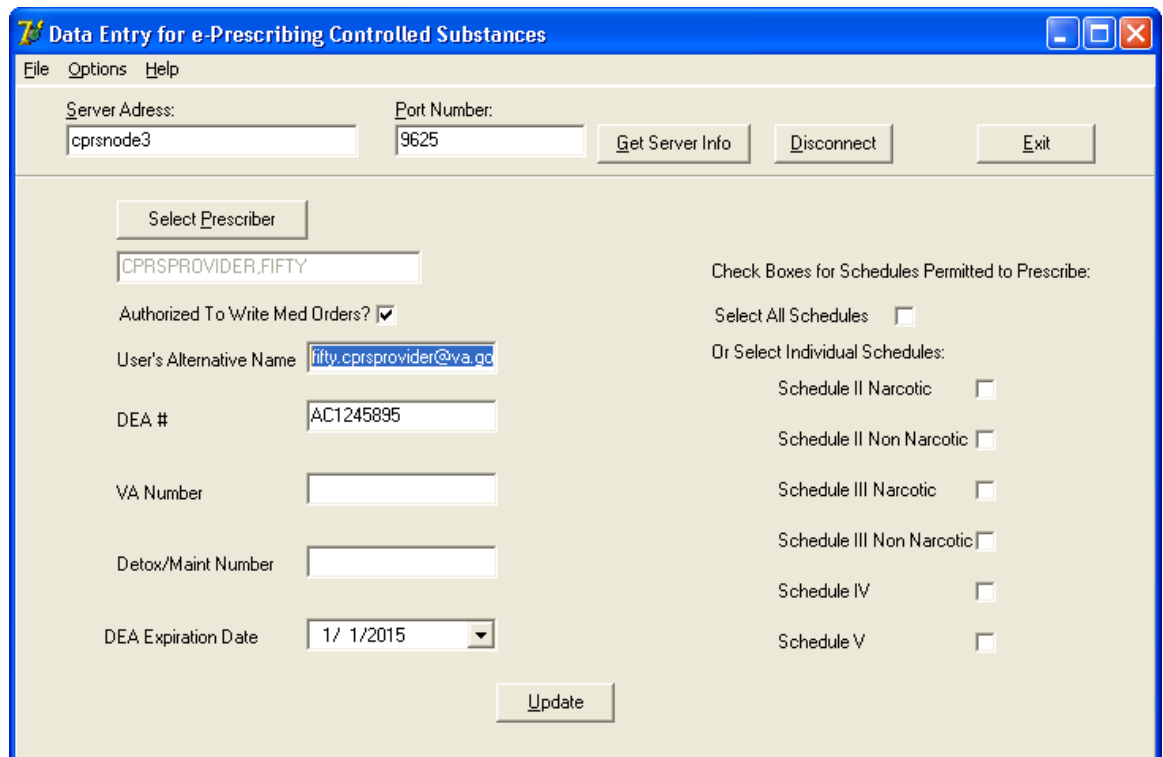 Data Entry for e-Prescribing Controlled Substances
File Options Help
Server Adress: Port Number:
cprsnode3 9625 Get Server Info Disconnect Exit
Select Prescriber
CPRSPROVIDER,FIFTY
Check Boxes for Schedules Permitted to Prescribe:
Authorized To Write Med Orders?
Select All Schedules
User's Alternative Name fifty.cprsprovider@va.go
Or Select Individual Schedules:
Schedule II Narcotic
DEA # AC1245895
Schedule II Non Narcotic
VA Number
Schedule III Narcotic
Schedule III Non Narcotic
Detox/Maint Number
Schedule IV
DEA Expiration Date 1/ 1/2015
Schedule V
Update